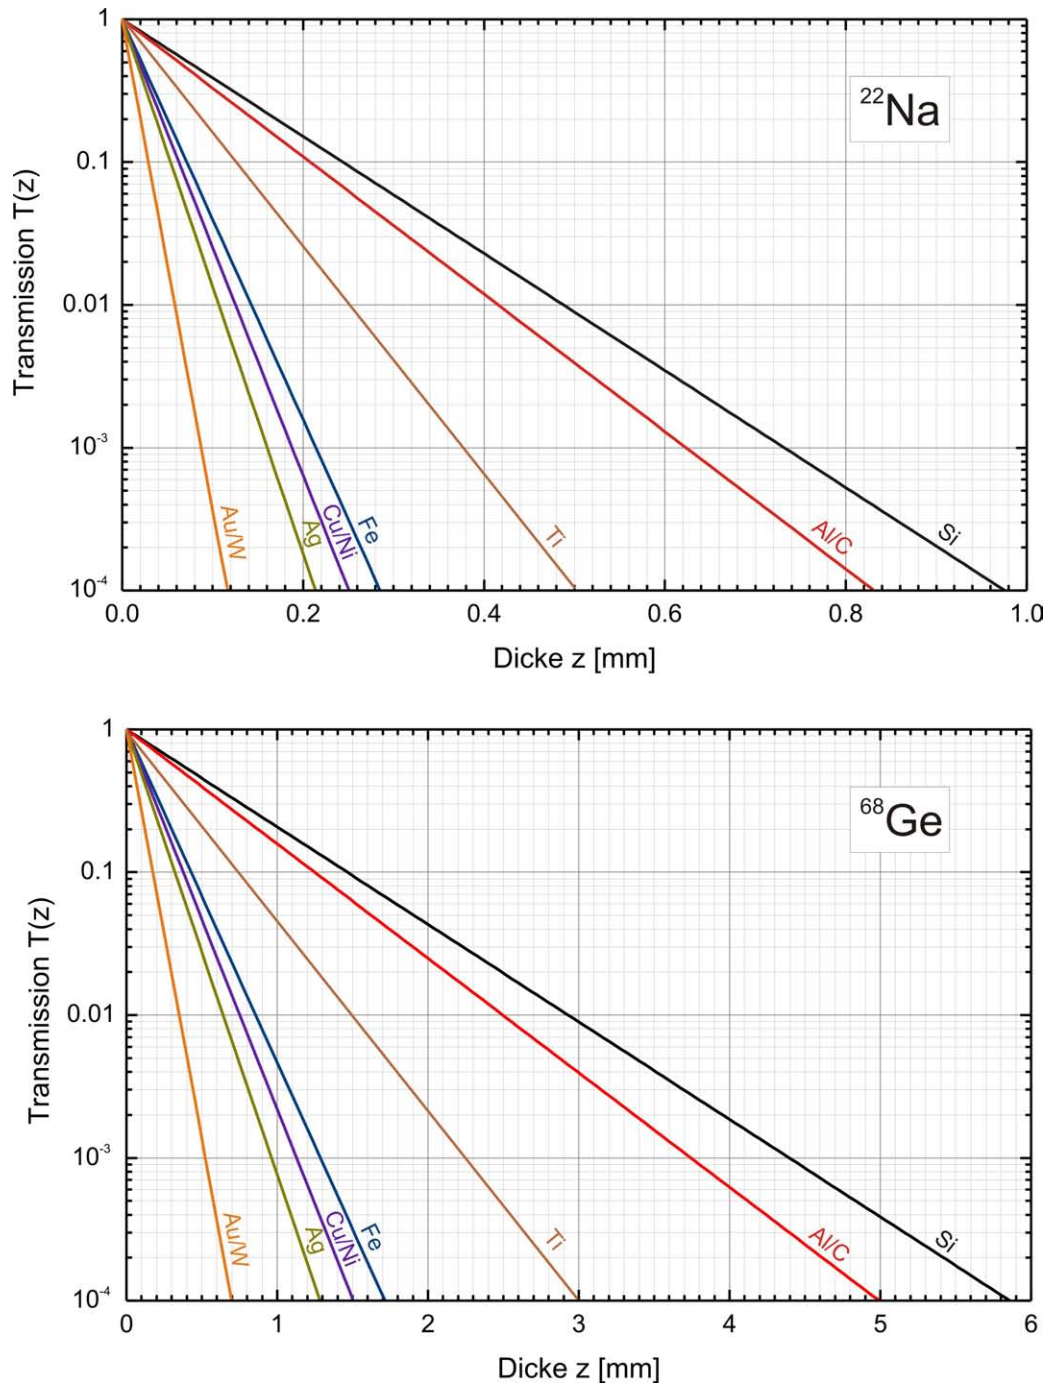 1
0.1
0.01
10⁻³
10⁻⁴
Transmission T(z)
²²Na
Au/W
Ag
Cu/Ni
Fe
Ti
Al/C
Si
0.0 0.2 0.4 0.6 0.8 1.0
Dicke z [mm]
1
0.1
0.01
10⁻³
10⁻⁴
Transmission T(z)
⁶⁸Ge
Au/W
Ag
Cu/Ni
Fe
Ti
Al/C
Si
0 1 2 3 4 5 6
Dicke z [mm]